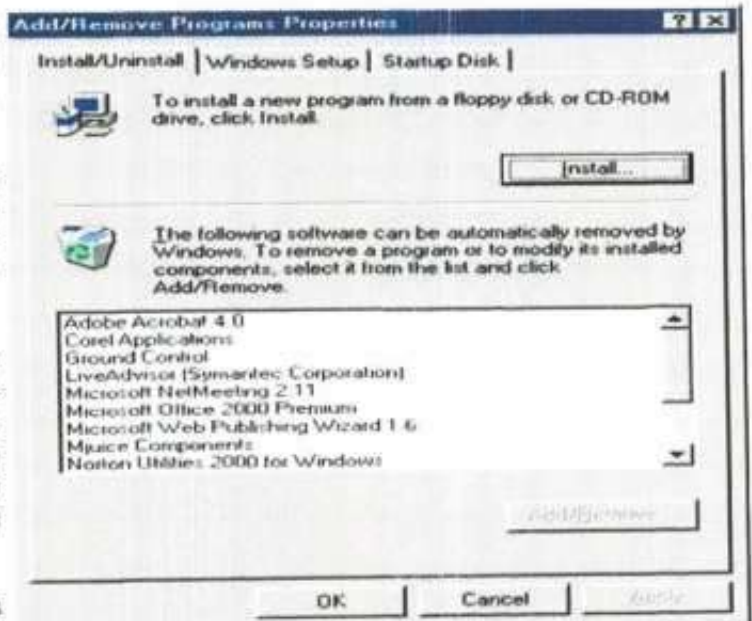 Add/Remove Programs Properties
Install/Uninstall
Windows Setup
Startup Disk
To install a new program from a floppy disk or CD-ROM
drive, click Install.
Install...
The following software can be automatically removed by
Windows. To remove a program or to modify its installed
components, select it from the list and click
Add/Remove.
Adobe Acrobat 4.0
Corel Applications
Ground Control
LiveAdvisor (Symantec Corporation)
Microsoft NetMeeting 2.11
Microsoft Office 2000 Premium
Microsoft Web Publishing Wizard 1.6
Mjuice Components
Norton Utilities 2000 for Windows
Add/Remove...
OK
Cancel
Apply